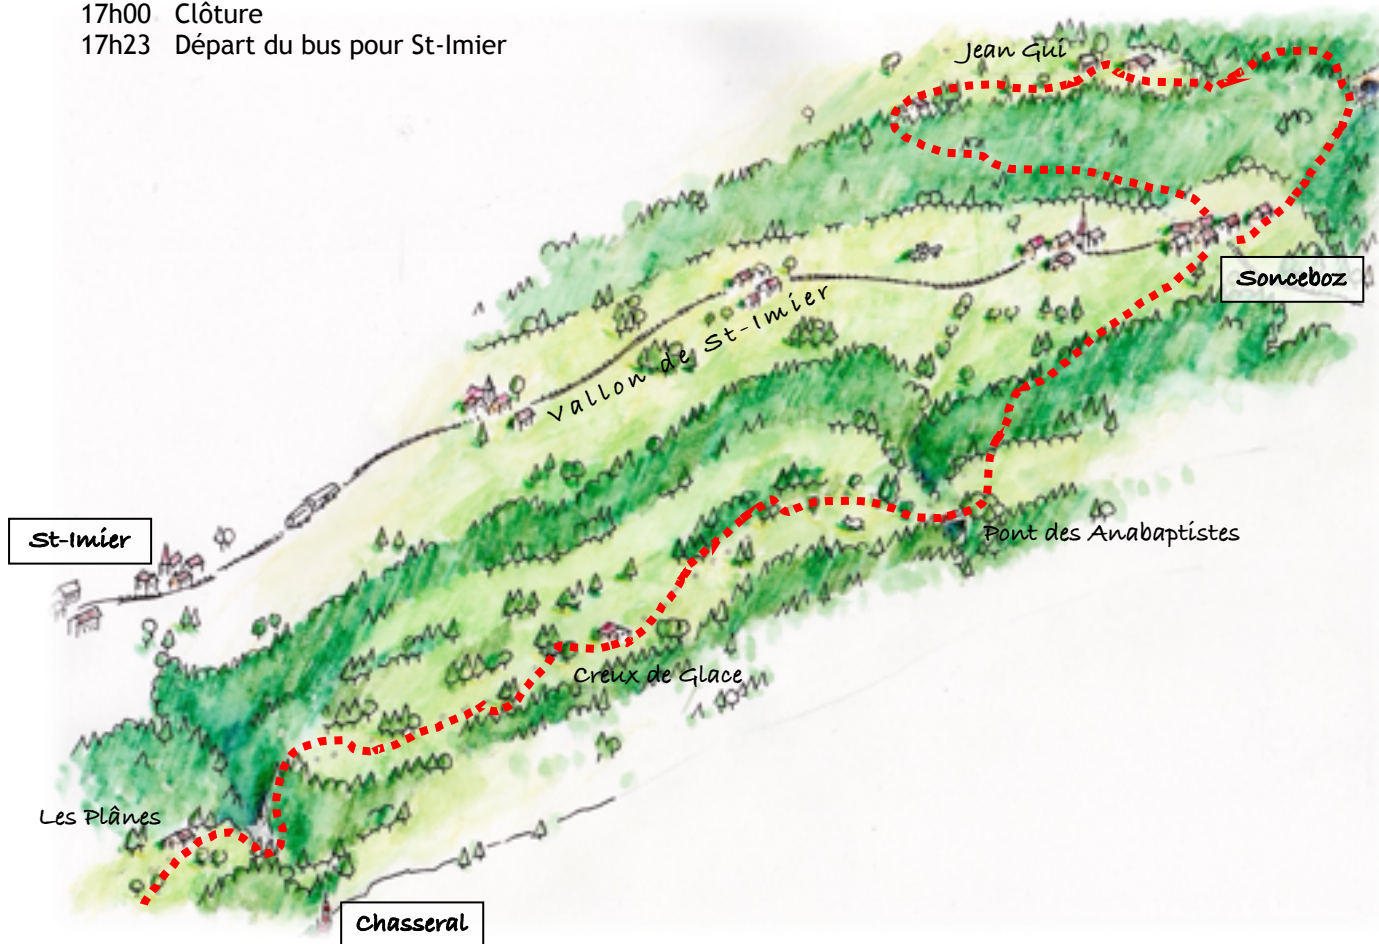 17h00 Clôture
17h23 Départ du bus pour St-Imier
Jean Gui
Sonceboz
Vallon de St-Imier
St-Imier
Pont des Anabaptistes
Creux de Glace
Les Plânes
Chasseral